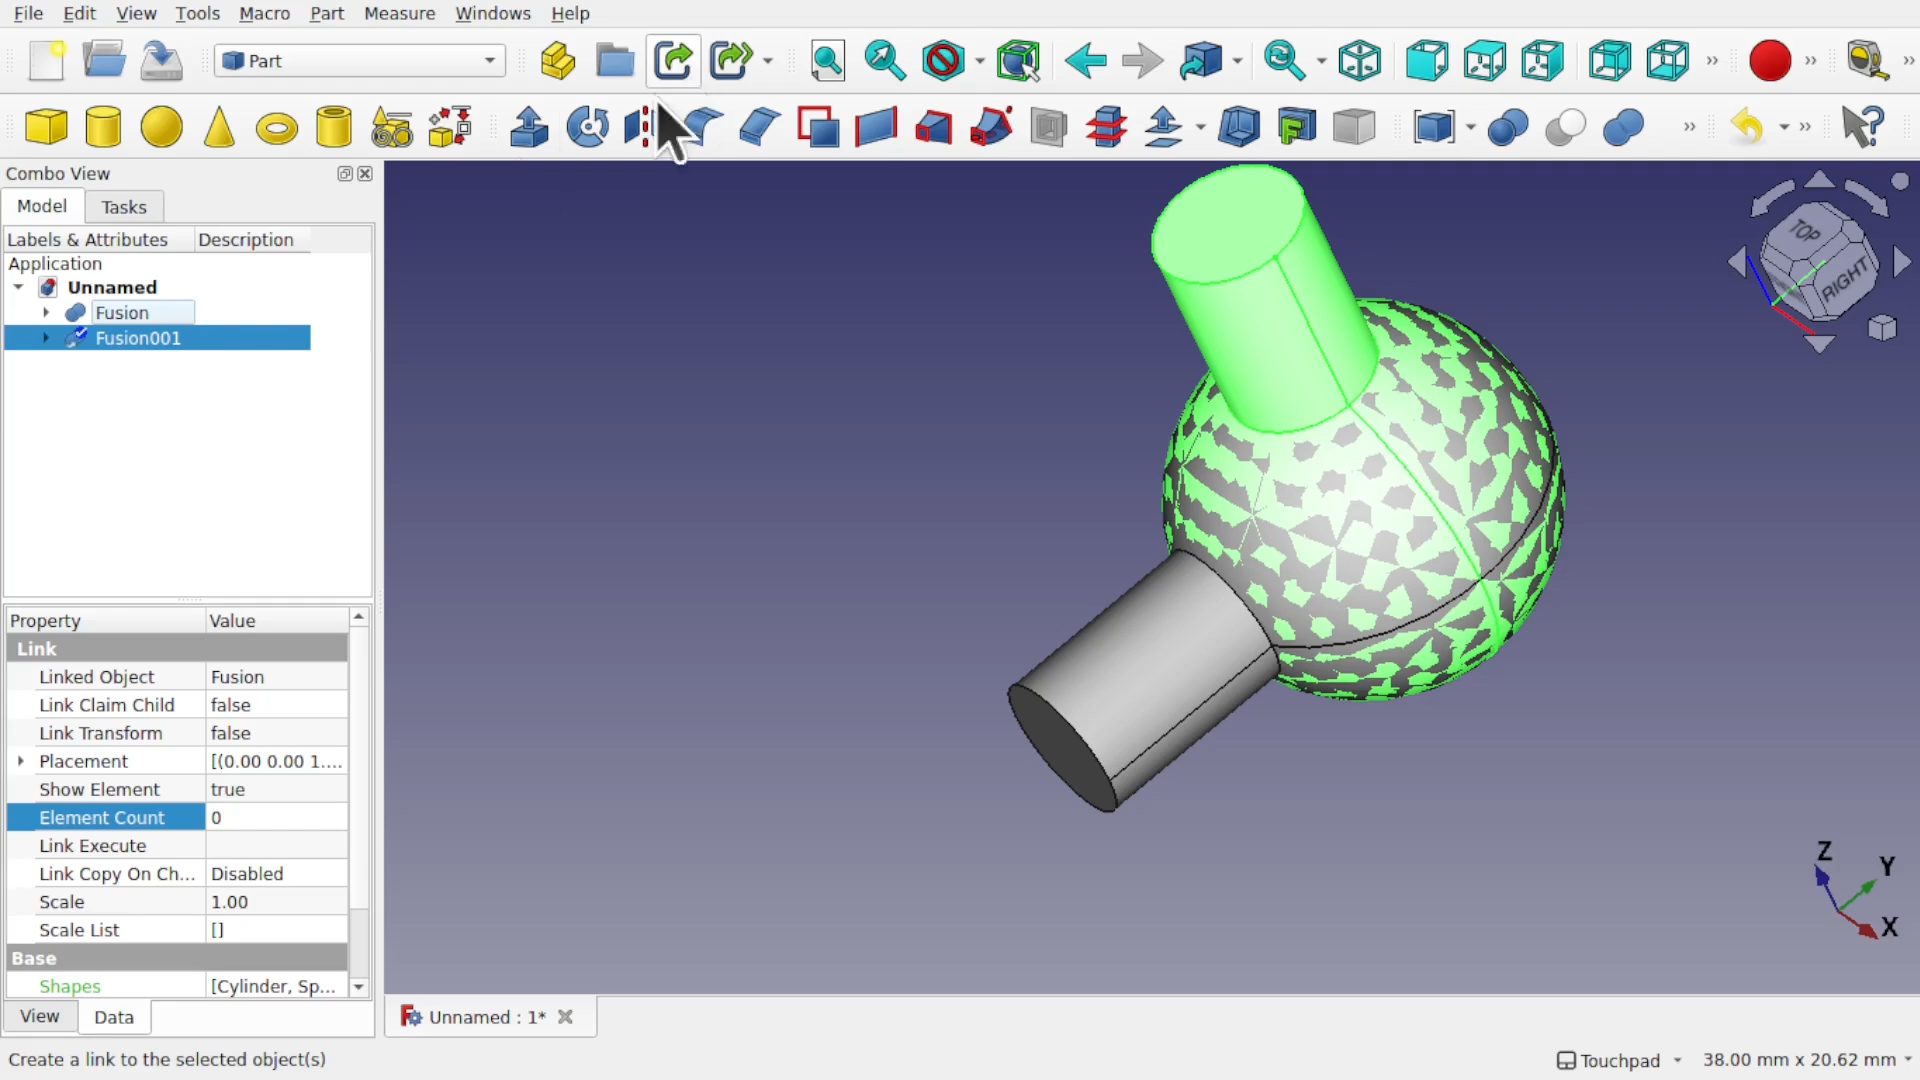 File Edit View Tools Macro Part Measure Windows Help
Part
Combo View
Model Tasks
Labels & Attributes Description
Application
Unnamed
Fusion
Fusion001
Property Value
Link
Linked Object Fusion
Link Claim Child false
Link Transform false
Placement [(0.00 0.00 1....
Show Element true
Element Count 0
Link Execute
Link Copy On Ch... Disabled
Scale 1.00
Scale List []
Base
Shapes [Cylinder, Sp...
View Data
TOP
RIGHT
Z
Y
X
Unnamed : 1*
Create a link to the selected object(s)
Touchpad 38.00 mm x 20.62 mm